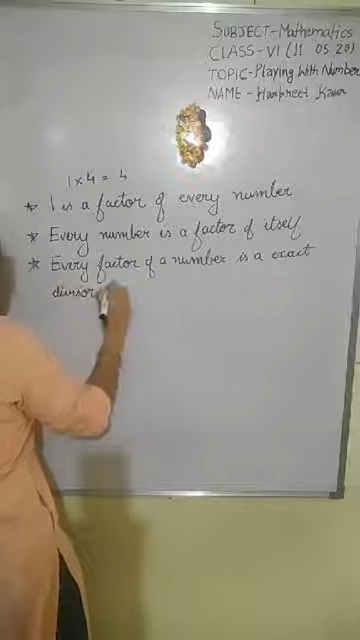 SUBJECT-Mathematics
CLASS-VI (11 05 20)
TOPIC-Playing With Number
NAME - Harpreet Kaur
1 x 4 = 4
* 1 is a factor of every number
* Every number is a factor of itself
* Every factor of a number is a exact
divisor